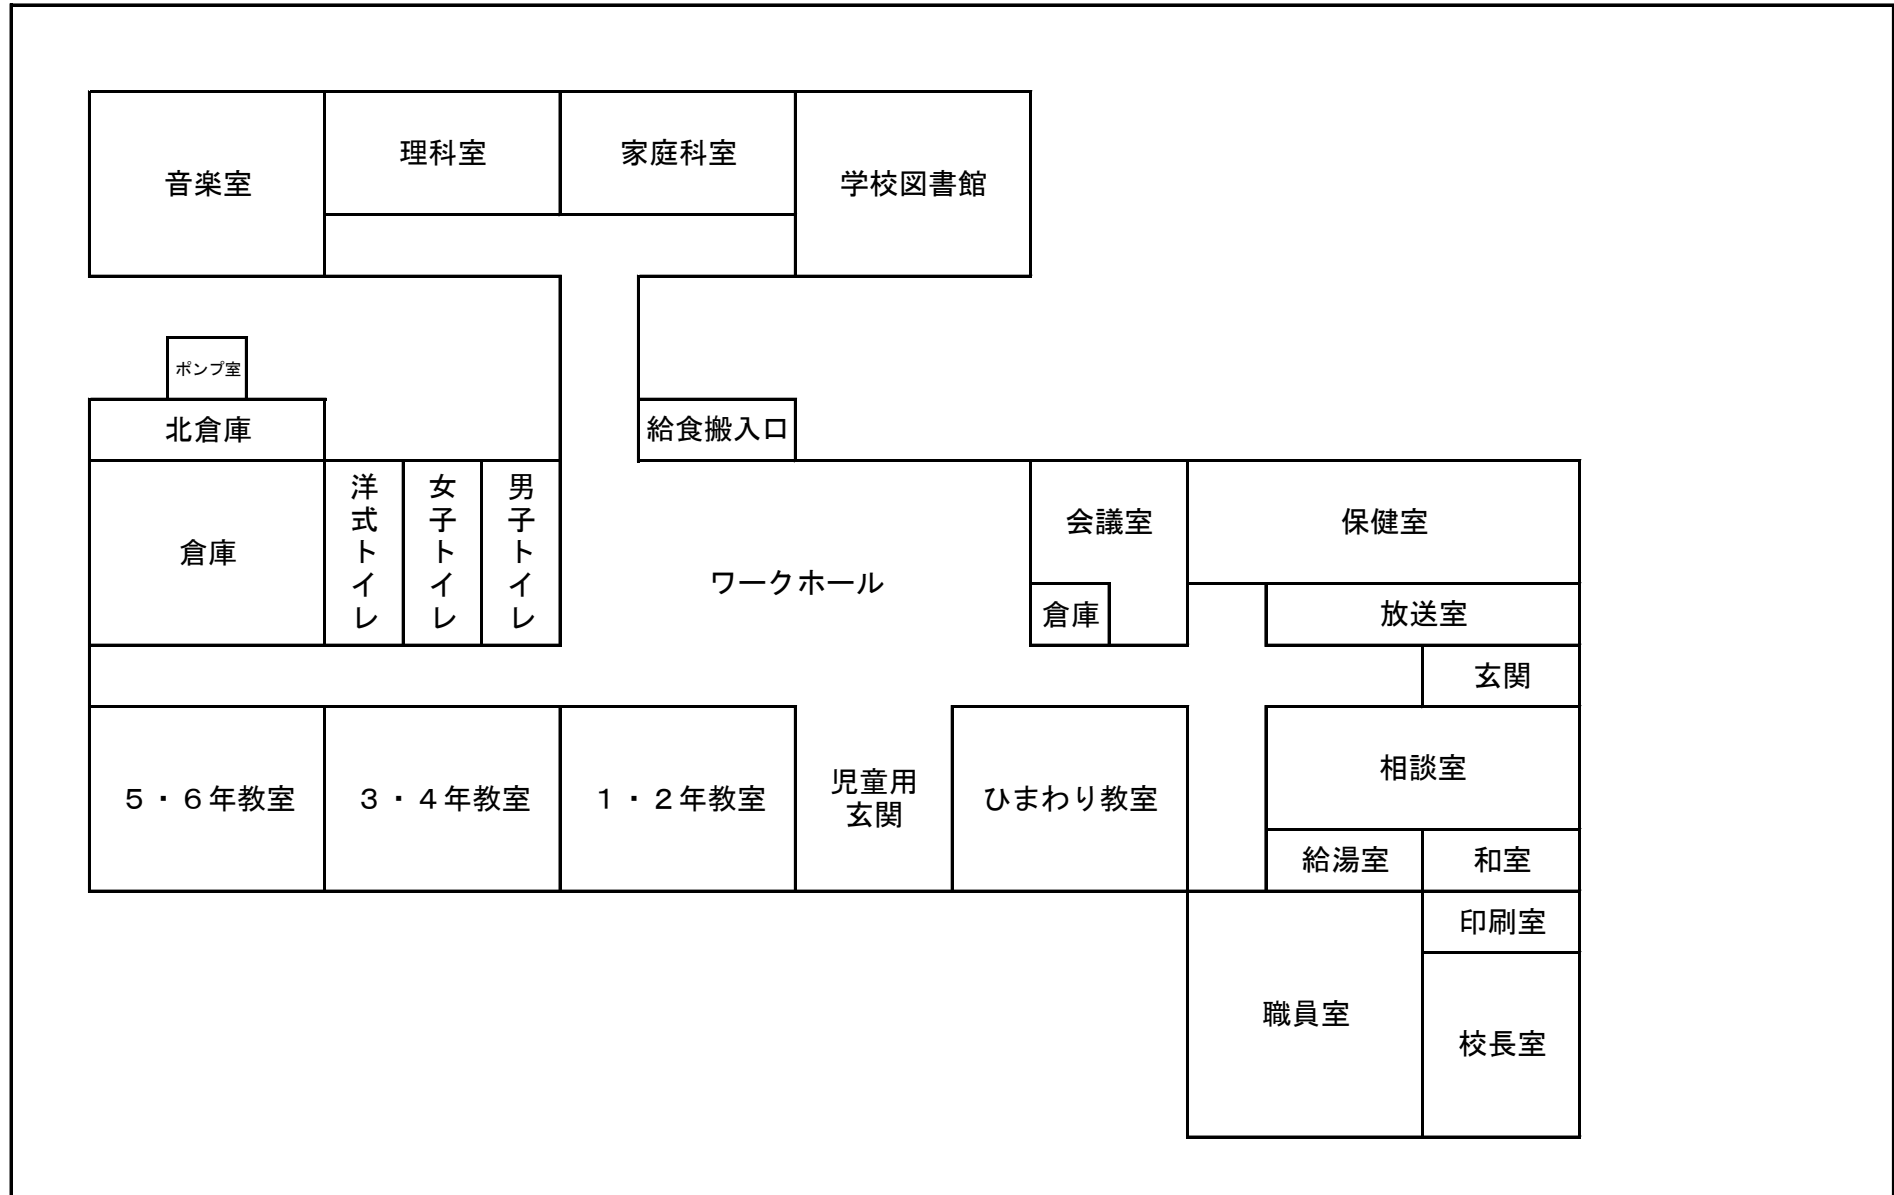 音楽室
理科室
家庭科室
学校図書館
ポンプ室
北倉庫
給食搬入口
倉庫
洋式トイレ
女子トイレ
男子トイレ
ワークホール
会議室
倉庫
保健室
放送室
玄関
5・6年教室
3・4年教室
1・2年教室
児童用
玄関
ひまわり教室
相談室
給湯室
和室
職員室
印刷室
校長室